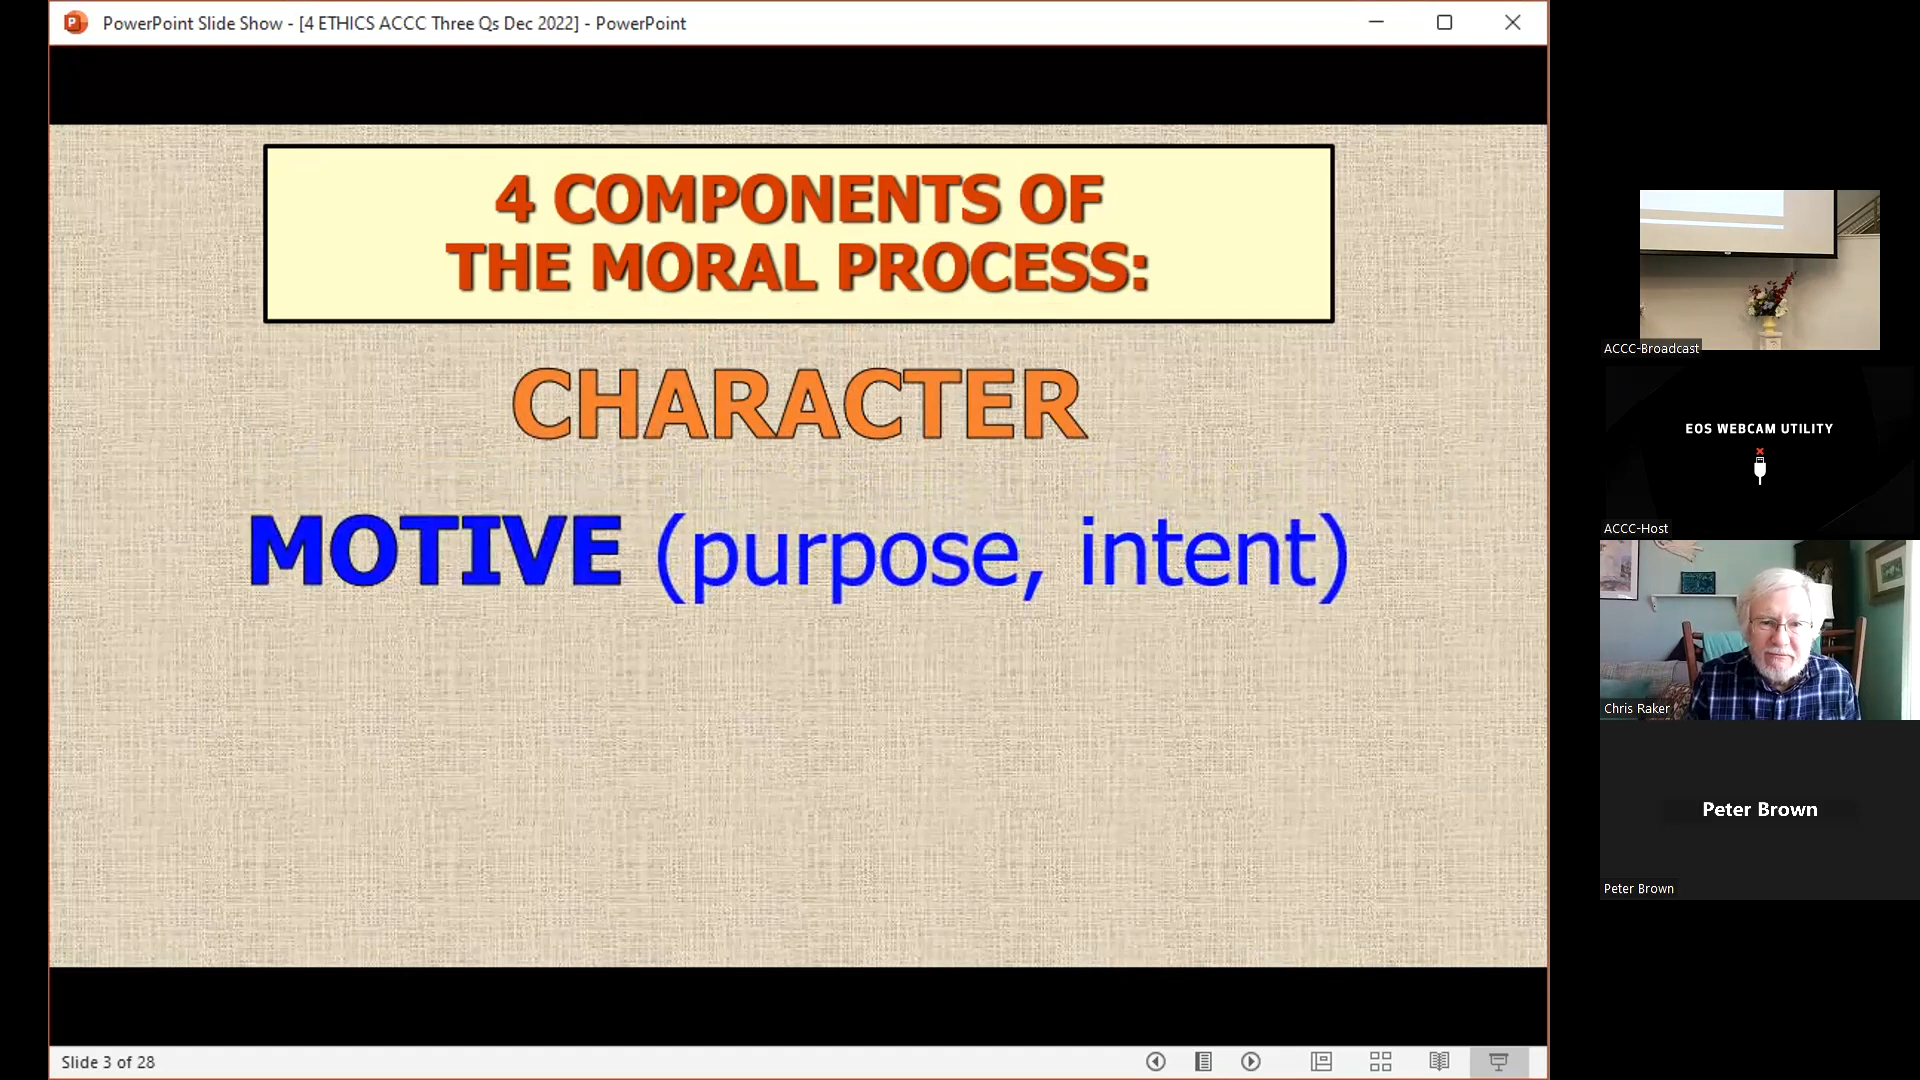 PowerPoint Slide Show - [4 ETHICS ACCC Three Qs Dec 2022] - PowerPoint
4 COMPONENTS OF
THE MORAL PROCESS:
CHARACTER
MOTIVE (purpose, intent)
Slide 3 of 28
ACCC-Broadcast
EOS WEBCAM UTILITY
ACCC-Host
Chris Raker
Peter Brown
Peter Brown